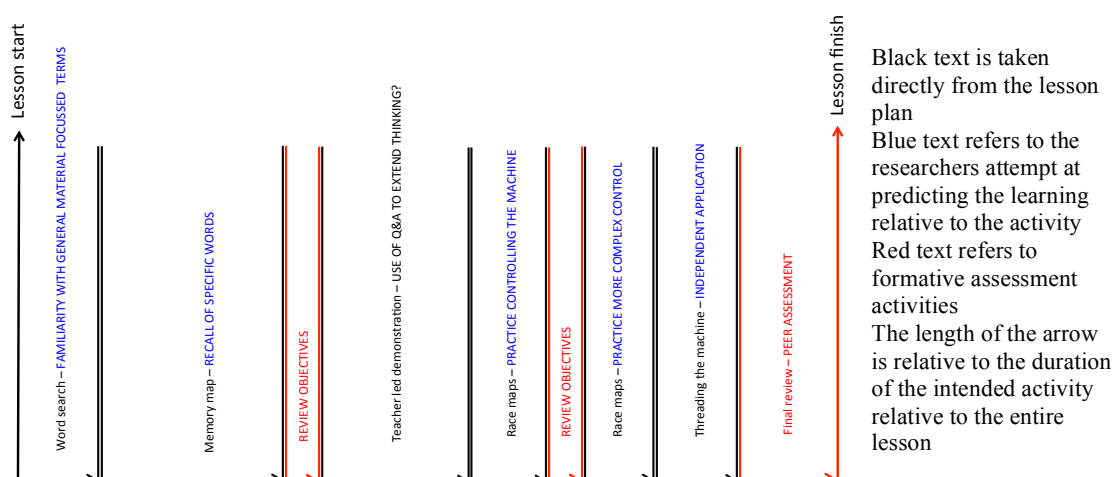 Lesson start
Word search – FAMILIARITY WITH GENERAL MATERIAL FOCUSSED TERMS
Memory map – RECALL OF SPECIFIC WORDS
REVIEW OBJECTIVES
Teacher led demonstration – USE OF Q&A TO EXTEND THINKING?
Race maps – PRACTICE CONTROLLING THE MACHINE
REVIEW OBJECTIVES
Race maps – PRACTICE MORE COMPLEX CONTROL
Threading the machine – INDEPENDENT APPLICATION
Final review – PEER ASSESSMENT
Lesson finish
Black text is taken
directly from the lesson
plan
Blue text refers to the
researchers attempt at
predicting the learning
relative to the activity
Red text refers to
formative assessment
activities
The length of the arrow
is relative to the duration
of the intended activity
relative to the entire
lesson